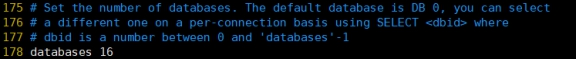 175 # Set the number of databases. The default database is DB 0, you can select
176 # a different one on a per-connection basis using SELECT <dbid> where
177 # dbid is a number between 0 and 'databases'-1
178 databases 16